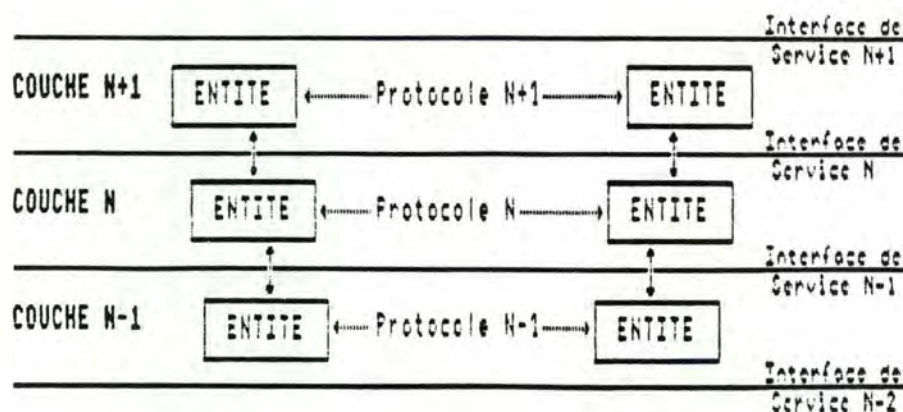 Interface de
Service N+1
COUCHE N+1 ENTITE Protocole N+1 ENTITE
Interface de
Service N
COUCHE N ENTITE Protocole N ENTITE
Interface de
Service N-1
COUCHE N-1 ENTITE Protocole N-1 ENTITE
Interface de
Service N-2